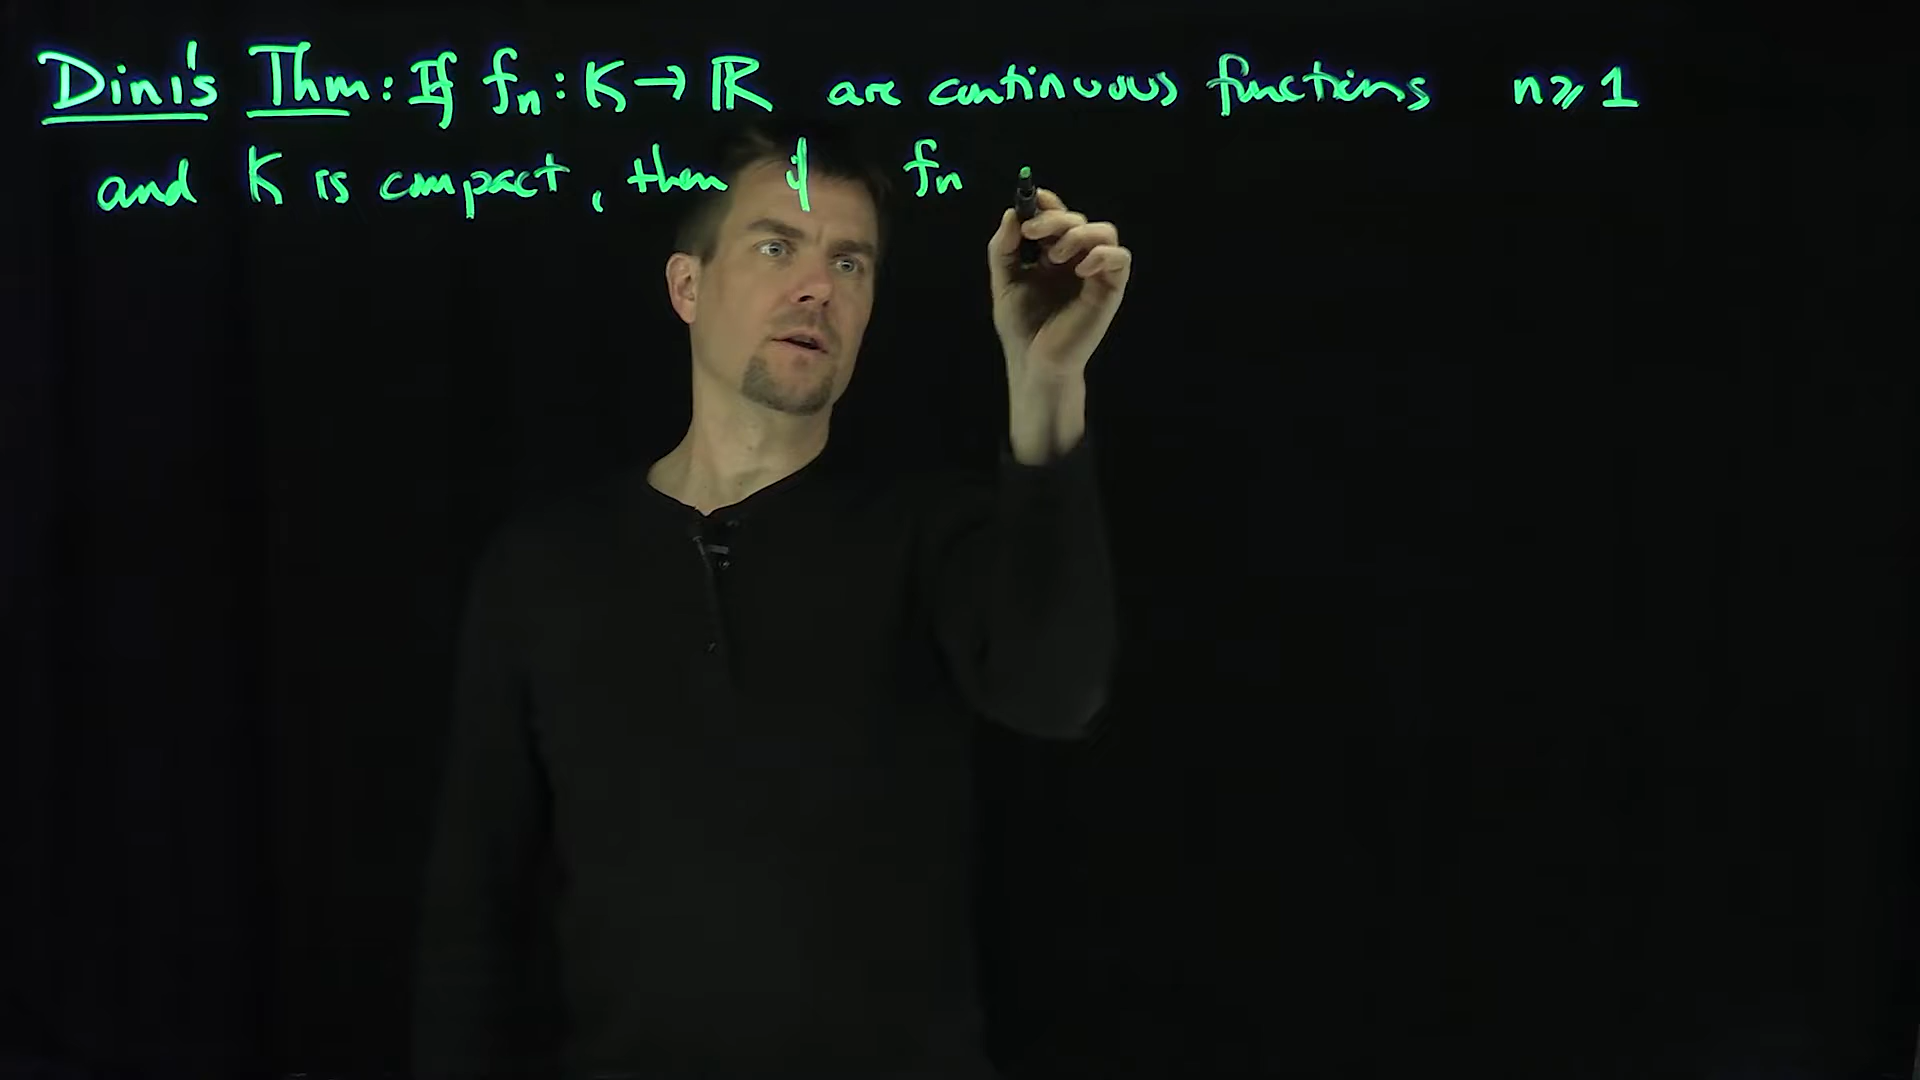 Dini's Thm: If fn: K → ℝ are continuous functions n ≥ 1
and K is compact, then if fn